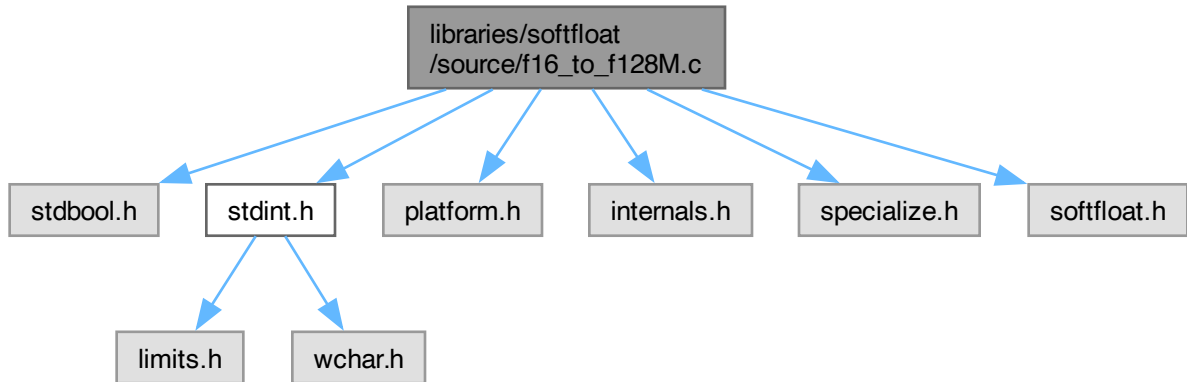 libraries/softfloat
/source/f16_to_f128M.c
stdbool.h
stdint.h
platform.h
internals.h
specialize.h
softfloat.h
limits.h
wchar.h